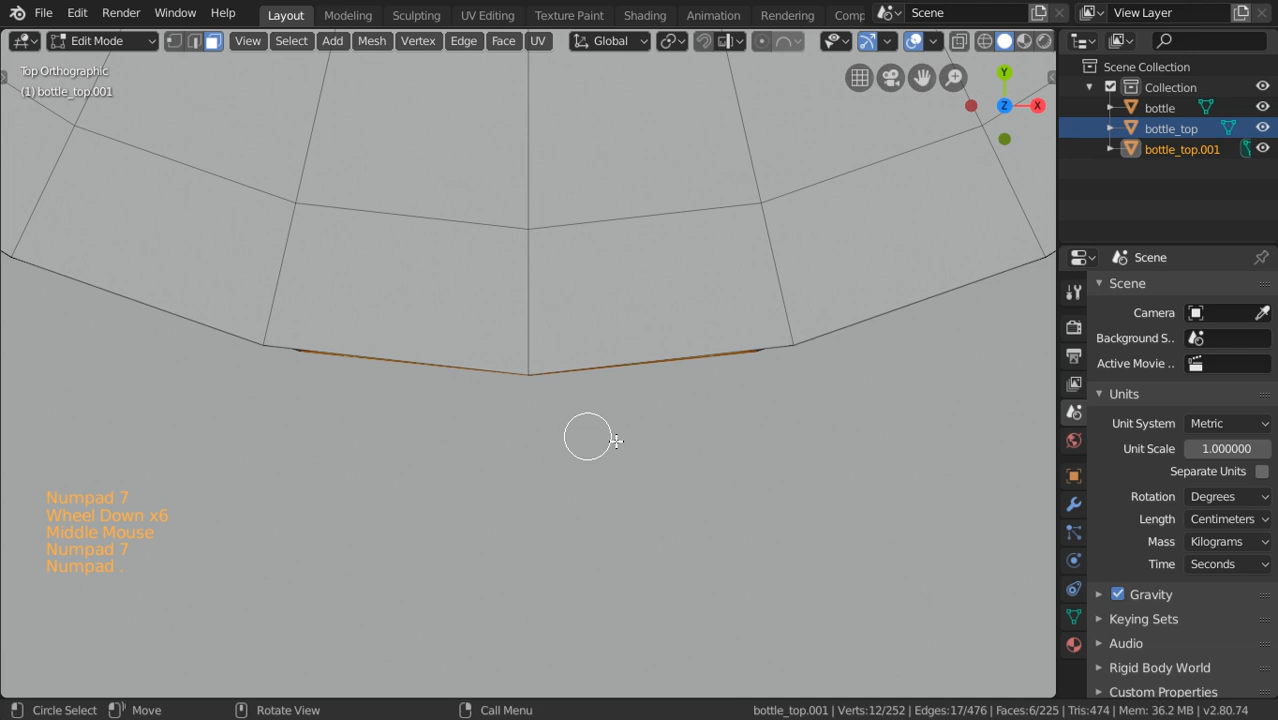 File Edit Render Window Help Layout Modeling Sculpting UV Editing Texture Paint Shading Animation Rendering Comp Scene View Layer
Edit Mode View Select Add Mesh Vertex Edge Face UV Global
Top Orthographic
(1) bottle_top.001
Y
Z
X
Scene Collection
Collection
bottle
bottle_top
bottle_top.001
Scene
Scene
Camera
Background S..
Active Movie ..
Units
Unit System Metric
Unit Scale 1.000000
Separate Units
Rotation Degrees
Length Centimeters
Mass Kilograms
Time Seconds
Gravity
Keying Sets
Audio
Rigid Body World
Custom Properties
Numpad 7
Wheel Down x6
Middle Mouse
Numpad 7
Numpad .
Circle Select Move Rotate View Call Menu bottle_top.001 | Verts:12/252 | Edges:17/476 | Faces:6/225 | Tris:474 | Mem: 36.2 MB | v2.80.74